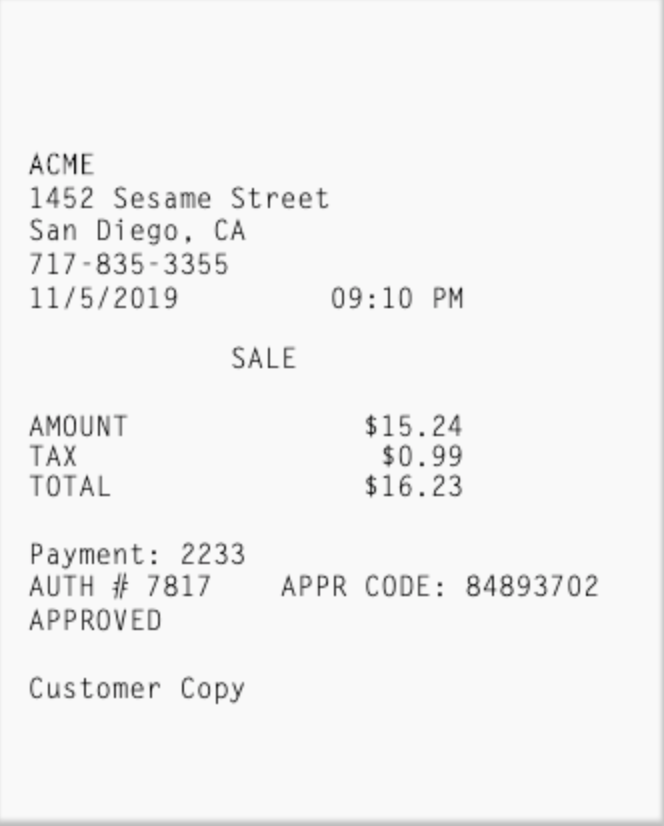 ACME
1452 Sesame Street
San Diego, CA
717-835-3355
11/5/2019 09:10 PM
SALE
AMOUNT $15.24
TAX $0.99
TOTAL $16.23
Payment: 2233
AUTH # 7817 APPR CODE: 84893702
APPROVED
Customer Copy